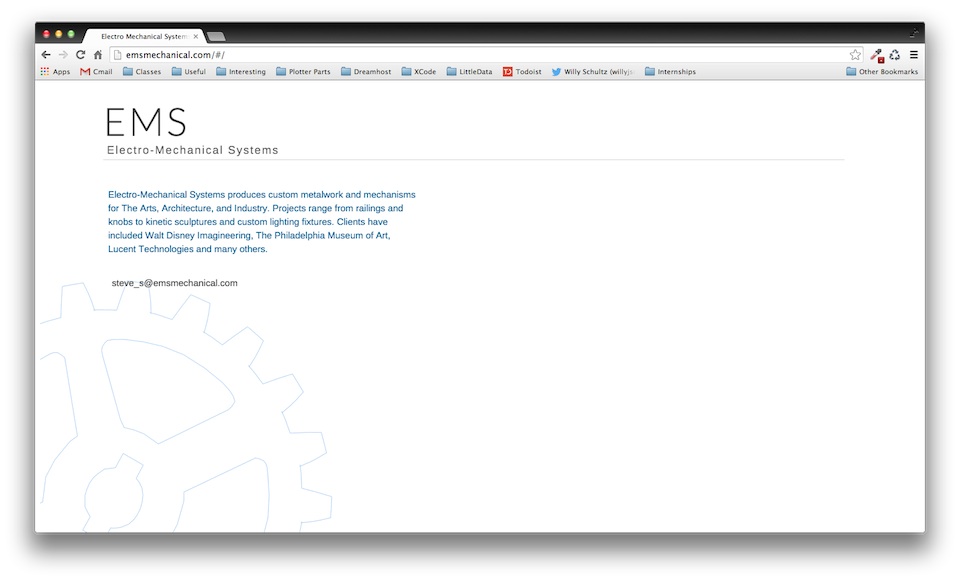 Electro Mechanical System
emsmechanical.com/#/
Apps Gmail Classes Useful Interesting Plotter Parts Dreamhost XCode LittleData Todoist Willy Schultz (willyjs Internships Other Bookmarks
EMS
Electro-Mechanical Systems
Electro-Mechanical Systems produces custom metalwork and mechanisms
for The Arts, Architecture, and Industry. Projects range from railings and
knobs to kinetic sculptures and custom lighting fixtures. Clients have
included Walt Disney Imagineering, The Philadelphia Museum of Art,
Lucent Technologies and many others.
steve_s@emsmechanical.com